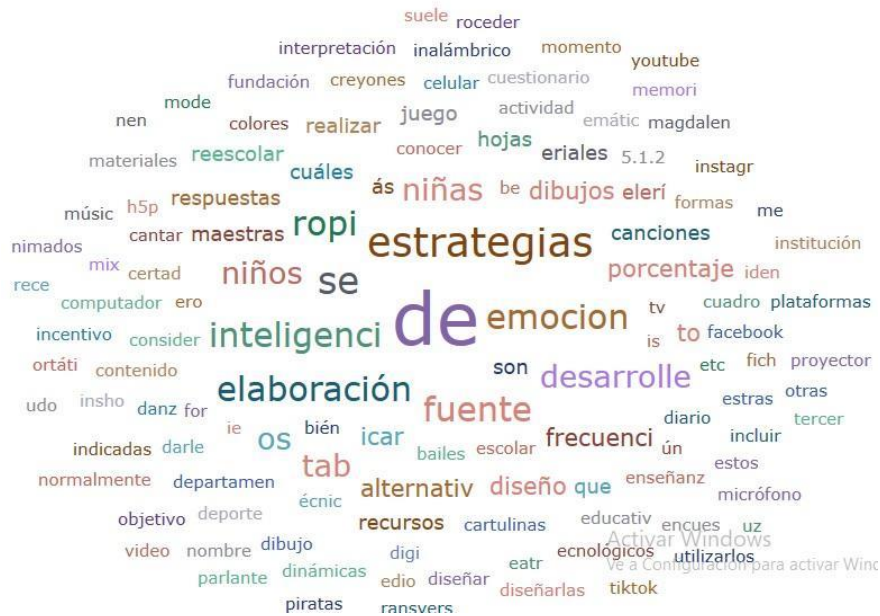 suele roceder
interpretación inalámbrico momento youtube
fundación creyones celular cuestionario memori
mode juego actividad
nen colores realizar emátic magdalen
materiales reescolar conocer hojas eriales 5.1.2 instagr
cuáles
respuestas ás niñas be dibujos elerí formas
músic h5p ropi me
nimados cantar maestras estrategias canciones institución
mix certad niños se porcentaje iden
rece
computador ero de emocion tv cuadro plataformas
incentivo consider inteligenci is to facebook
ortáti contenido son desarrolle etc fich proyector
elaboración estras otras
udo insho danz for fuente diario tercer
ie bién icar frecuenci ún incluir
indicadas darle os bailes escolar estos
normalmente departamen tab alternativ diseño que enseñanz micrófono
écnic
objetivo deporte recursos cartulinas educativ encues uz
Activar Windows
video nombre dibujo digi ecnológicos utilizarlos
Ve a Configuración para activar Wind
parlante dinámicas edio diseñar eatr diseñarlas tiktok
piratas ransvers